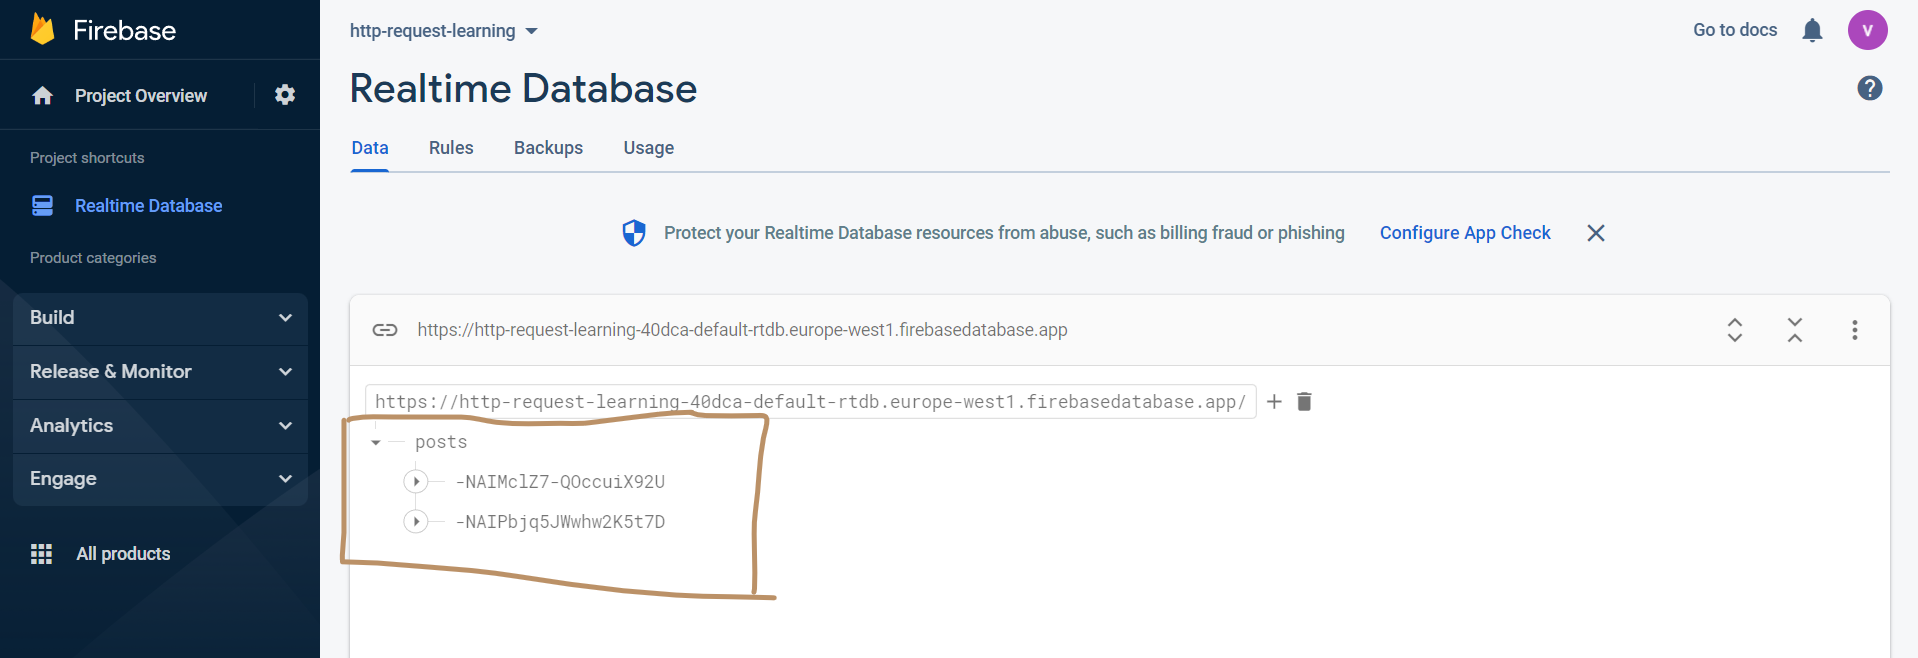 Firebase
http-request-learning
Go to docs
V
Project Overview
Realtime Database
Data Rules Backups Usage
Project shortcuts
Realtime Database
Product categories
Protect your Realtime Database resources from abuse, such as billing fraud or phishing Configure App Check
Build
Release & Monitor
Analytics
Engage
All products
https://http-request-learning-40dca-default-rtdb.europe-west1.firebasedatabase.app
https://http-request-learning-40dca-default-rtdb.europe-west1.firebasedatabase.app/
posts
-NAIMclZ7-QOccuiX92U
-NAIPbjq5JWwhw2K5t7D